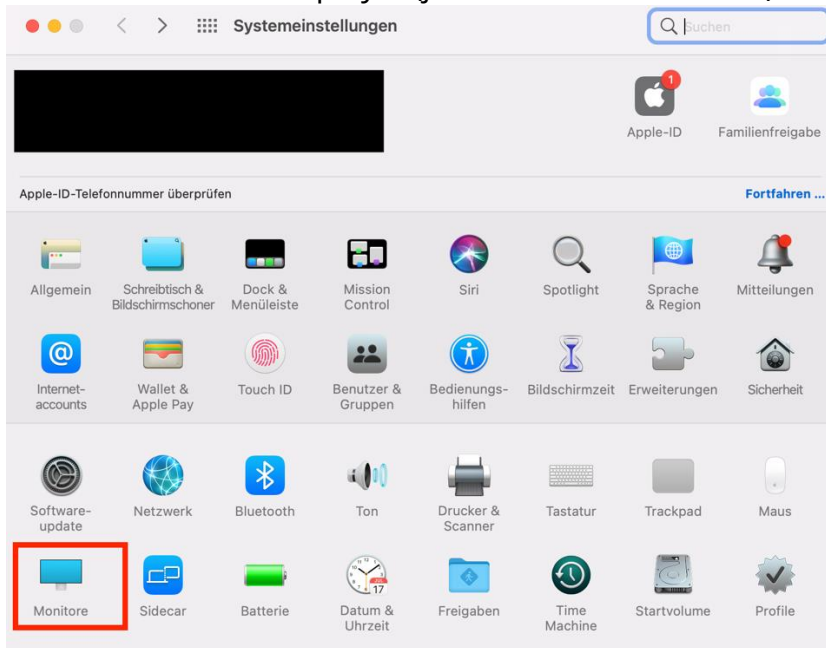 Systemeinstellungen
Suchen
1
Apple-ID
Familienfreigabe
Apple-ID-Telefonnummer überprüfen
Fortfahren ...
Allgemein
Schreibtisch &
Bildschirmschoner
Dock &
Menüleiste
Mission
Control
Siri
Spotlight
Sprache
& Region
Mitteilungen
Internet-
accounts
Wallet &
Apple Pay
Touch ID
Benutzer &
Gruppen
Bedienungs-
hilfen
Bildschirmzeit
Erweiterungen
Sicherheit
Software-
update
Netzwerk
Bluetooth
Ton
Drucker &
Scanner
Tastatur
Trackpad
Maus
Monitore
Sidecar
Batterie
17
Datum &
Uhrzeit
Freigaben
Time
Machine
Startvolume
Profile